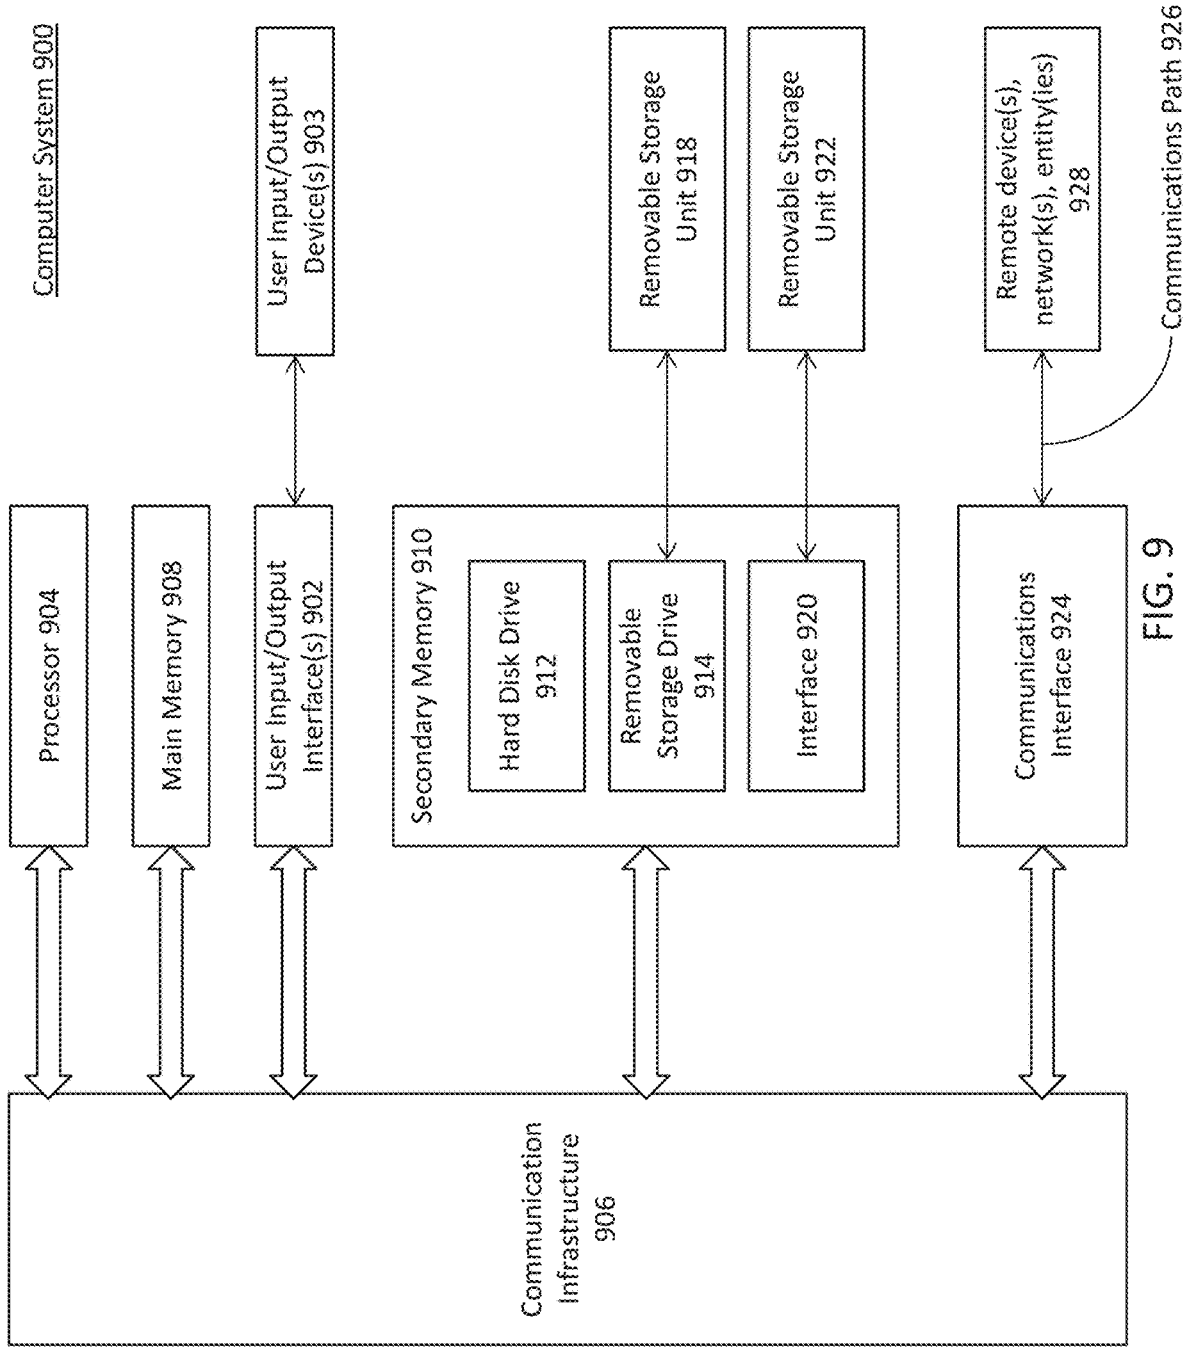 Computer System 900
Processor 904
Main Memory 908
User Input/Output
Interface(s) 902
User Input/Output
Device(s) 903
Communication
Infrastructure
906
Secondary Memory 910
Hard Disk Drive
912
Removable
Storage Drive
914
Removable Storage
Unit 918
Interface 920
Removable Storage
Unit 922
Communications
Interface 924
Remote device(s),
network(s), entity(ies)
928
Communications Path 926
FIG. 9